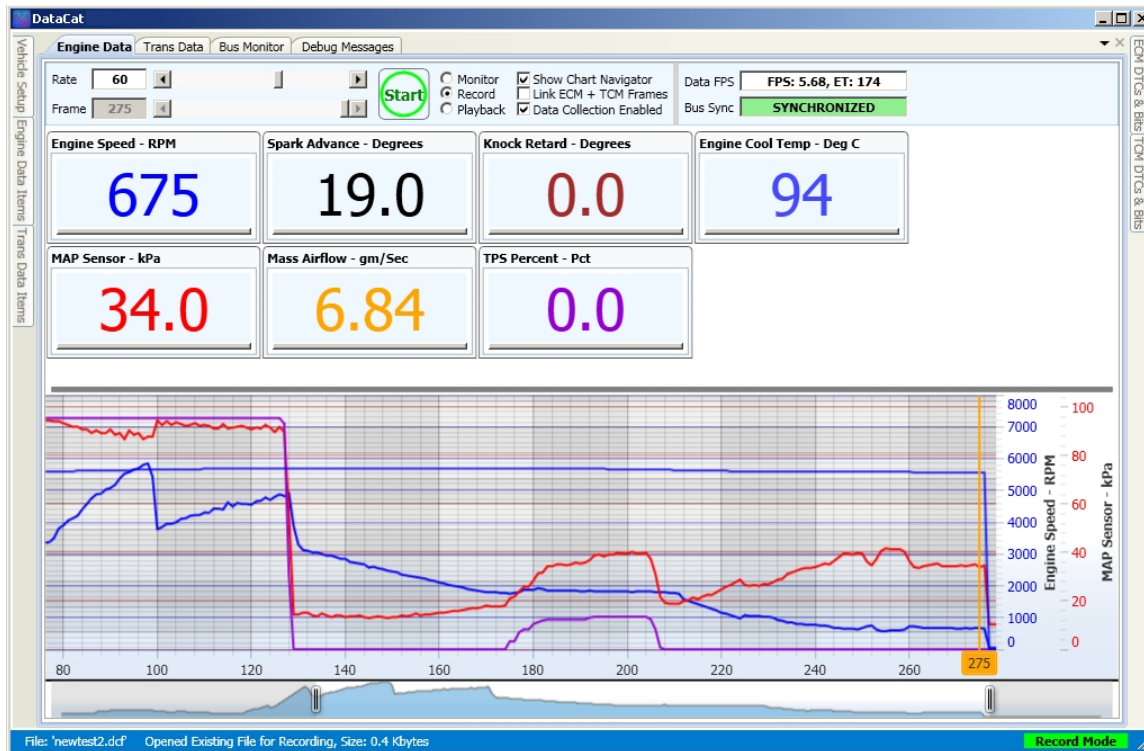 DataCat
Engine Data Trans Data Bus Monitor Debug Messages
Vehicle Setup
Engine Data Items
Trans Data Items
ECM DTCs & Bits
TCM DTCs & Bits
Rate 60
Frame 275
Start
Monitor
Record
Playback
Show Chart Navigator
Link ECM + TCM Frames
Data Collection Enabled
Data FPS FPS: 5.68, ET: 174
Bus Sync SYNCHRONIZED
Engine Speed - RPM
675
Spark Advance - Degrees
19.0
Knock Retard - Degrees
0.0
Engine Cool Temp - Deg C
94
MAP Sensor - kPa
34.0
Mass Airflow - gm/Sec
6.84
TPS Percent - Pct
0.0
8000
7000
6000
5000
4000
3000
2000
1000
0
Engine Speed - RPM
100
80
60
40
20
0
MAP Sensor - kPa
80 100 120 140 160 180 200 220 240 260 275
File: 'newtest2.dcf' Opened Existing File for Recording, Size: 0.4 Kbytes Record Mode